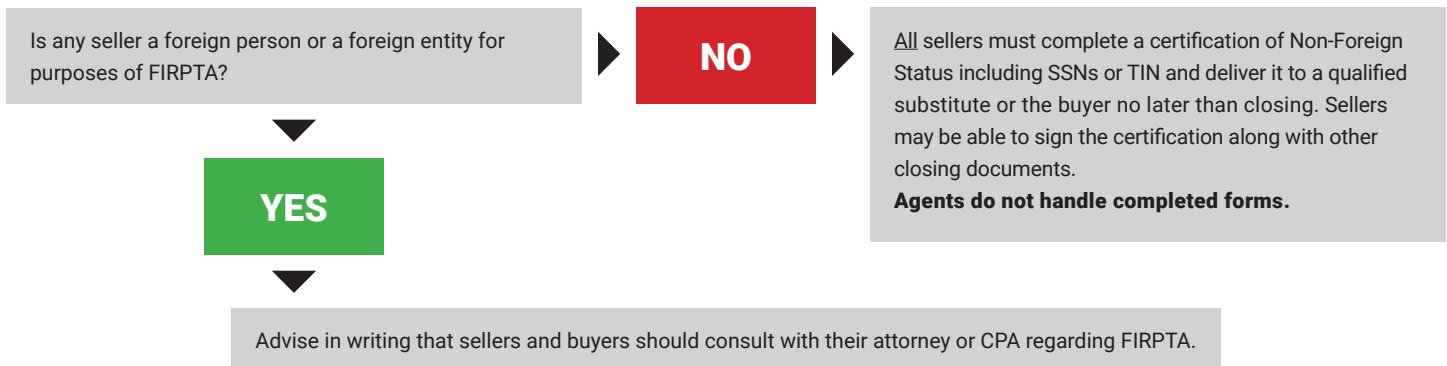 Is any seller a foreign person or a foreign entity for
purposes of FIRPTA?
NO
All sellers must complete a certification of Non-Foreign
Status including SSNs or TIN and deliver it to a qualified
substitute or the buyer no later than closing. Sellers
may be able to sign the certification along with other
closing documents.
Agents do not handle completed forms.
YES
Advise in writing that sellers and buyers should consult with their attorney or CPA regarding FIRPTA.